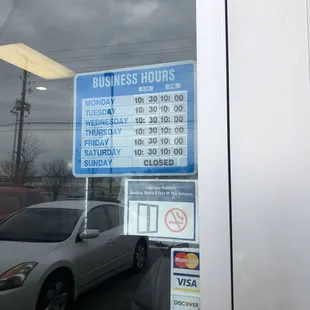 BUSINESS HOURS
MONDAY 10:30 10:00
TUESDAY 10:30 10:00
WEDNESDAY 10:30 10:00
THURSDAY 10:30 10:00
FRIDAY 10:30 10:00
SATURDAY 10:30 10:00
SUNDAY CLOSED
MasterCard
VISA
DISCOVER